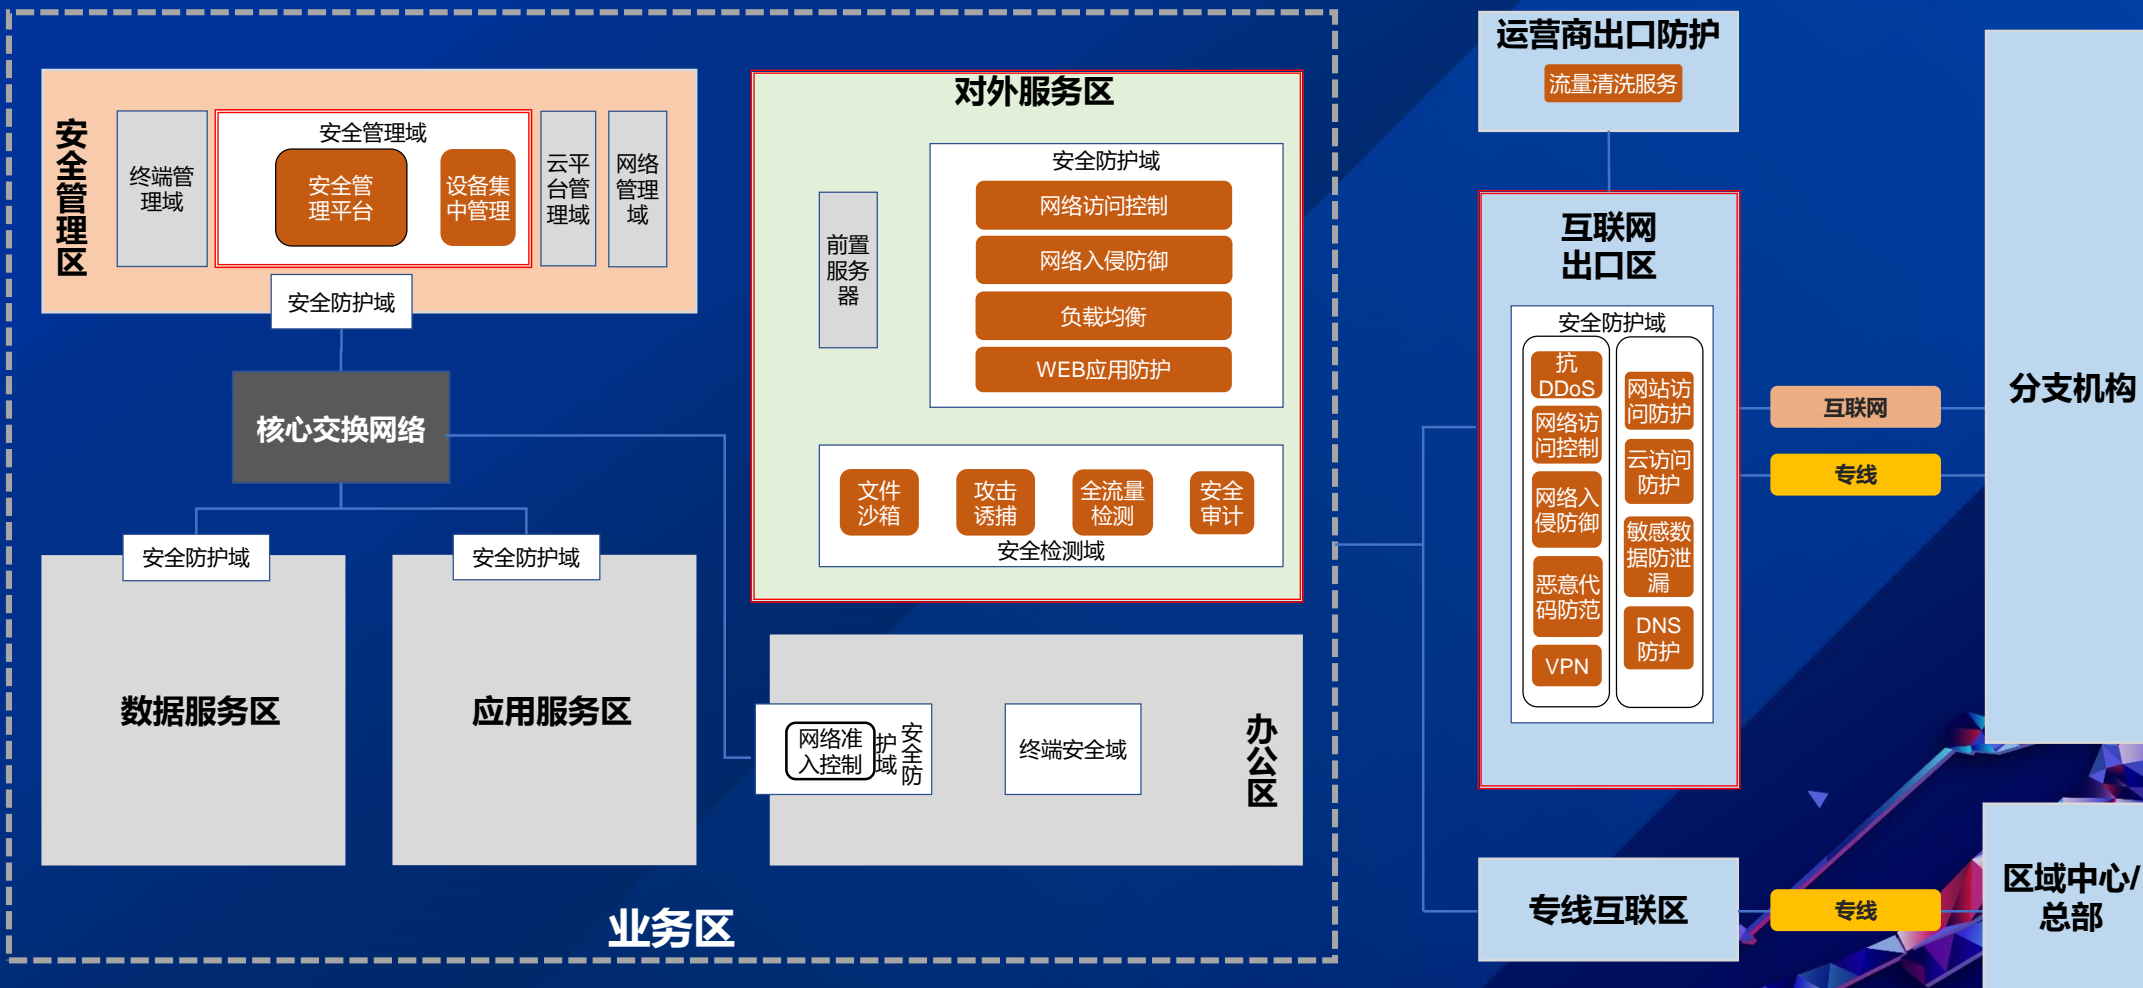 安全管理区
终端管
理域
安全管理域
安全管
理平台
设备集
中管理
云平
台管
理域
网络
管理
域
安全防护域
核心交换网络
安全防护域
安全防护域
数据服务区
应用服务区
对外服务区
前置
服务
器
安全防护域
网络访问控制
网络入侵防御
负载均衡
WEB应用防护
文件
沙箱
攻击
诱捕
全流量
检测
安全
审计
安全检测域
网络准
入控制
安全防
护域
终端安全域
办公区
业务区
运营商出口防护
流量清洗服务
互联网
出口区
安全防护域
抗
DDoS
网络访
问控制
网络入
侵防御
恶意代
码防范
VPN
网站访
问防护
云访问
防护
敏感数
据防泄
漏
DNS
防护
互联网
专线
分支机构
专线互联区
专线
区域中心/
总部